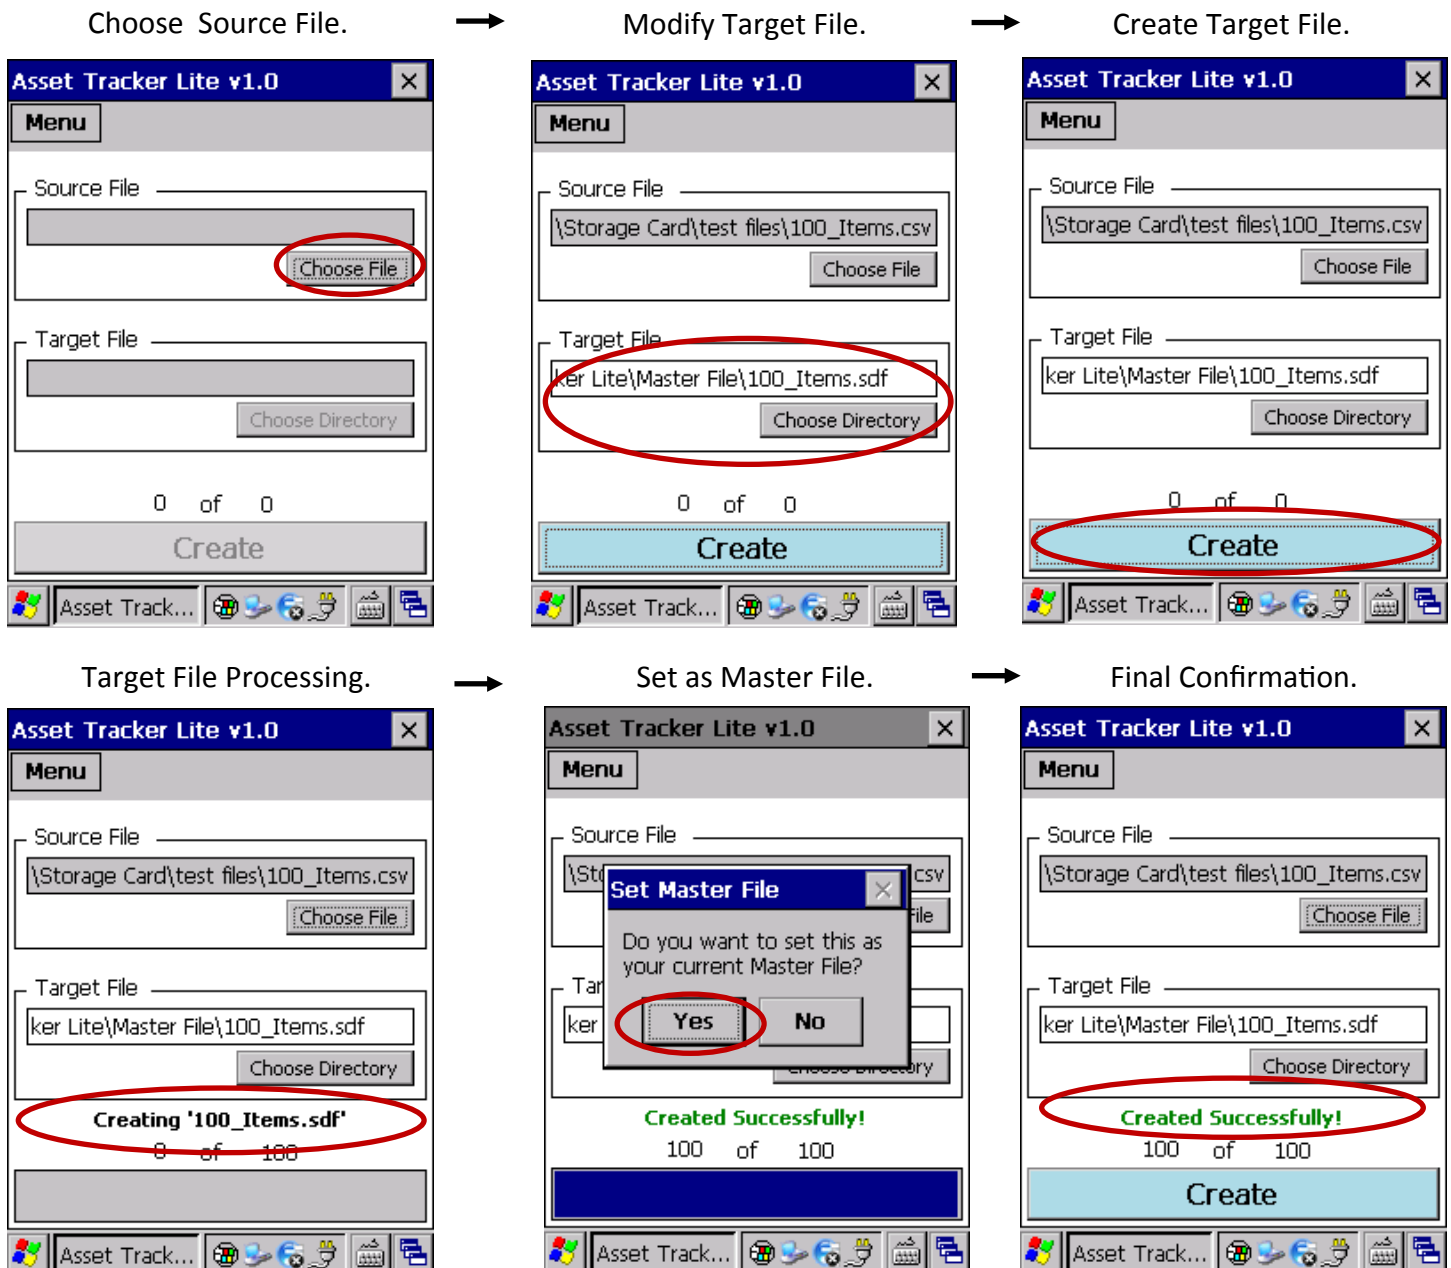 Choose  Source File.
Asset Tracker Lite v1.0
Menu
Source File
Choose File
Target File
Choose Directory
0 of 0
Create
Asset Track...
Modify Target File.
Asset Tracker Lite v1.0
Menu
Source File
\Storage Card\test files\100_Items.csv
Choose File
Target File
ker Lite\Master File\100_Items.sdf
Choose Directory
0 of 0
Create
Asset Track...
Create Target File.
Asset Tracker Lite v1.0
Menu
Source File
\Storage Card\test files\100_Items.csv
Choose File
Target File
ker Lite\Master File\100_Items.sdf
Choose Directory
0 of 0
Create
Asset Track...
Target File Processing.
Asset Tracker Lite v1.0
Menu
Source File
\Storage Card\test files\100_Items.csv
Choose File
Target File
ker Lite\Master File\100_Items.sdf
Choose Directory
Creating '100_Items.sdf'
0 of 100
Asset Track...
Set as Master File.
Asset Tracker Lite v1.0
Menu
Source File
\Sto
csv
File
Set Master File
Do you want to set this as
your current Master File?
Yes No
Tar
ker
Choose Directory
Created Successfully!
100 of 100
Asset Track...
Final Confirmation.
Asset Tracker Lite v1.0
Menu
Source File
\Storage Card\test files\100_Items.csv
Choose File
Target File
ker Lite\Master File\100_Items.sdf
Choose Directory
Created Successfully!
100 of 100
Create
Asset Track...